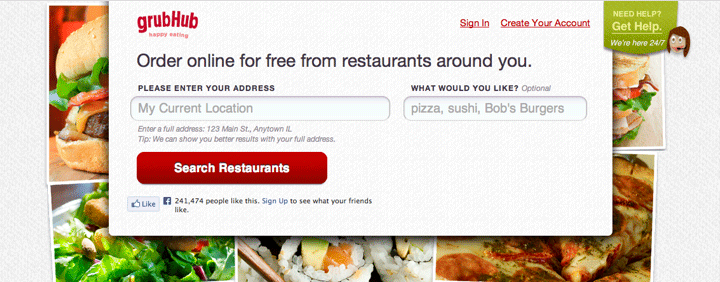 grubHub
happy eating
Sign In Create Your Account
NEED HELP?
Get Help.
We're here 24/7
Order online for free from restaurants around you.
PLEASE ENTER YOUR ADDRESS
My Current Location
Enter a full address: 123 Main St., Anytown IL
Tip: We can show you better results with your full address.
WHAT WOULD YOU LIKE? Optional
pizza, sushi, Bob's Burgers
Search Restaurants
Like
241,474 people like this. Sign Up to see what your friends
like.